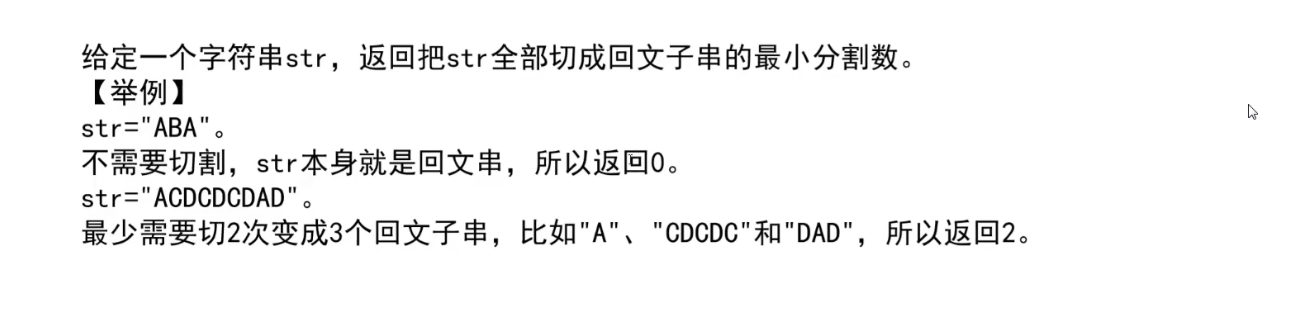 给定一个字符串str，返回把str全部切成回文子串的最小分割数。
【举例】
str="ABA"。
不需要切割，str本身就是回文串，所以返回0。
str="ACDCDCDAD"。
最少需要切2次变成3个回文子串，比如"A"、"CDCDC"和"DAD"，所以返回2。